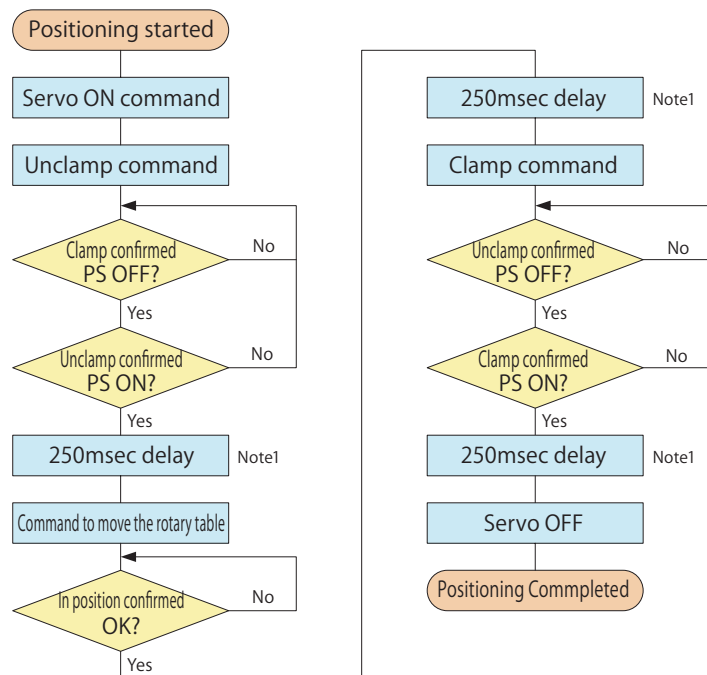 Positioning started
Servo ON command
Unclamp command
Clamp confirmed
PS OFF?
No
Yes
Unclamp confirmed
PS ON?
No
Yes
250msec delay
Note1
Command to move the rotary table
In position confirmed
OK?
No
Yes
250msec delay
Note1
Clamp command
Unclamp confirmed
PS OFF?
No
Yes
Clamp confirmed
PS ON?
No
Yes
250msec delay
Note1
Servo OFF
Positioning Commpleted